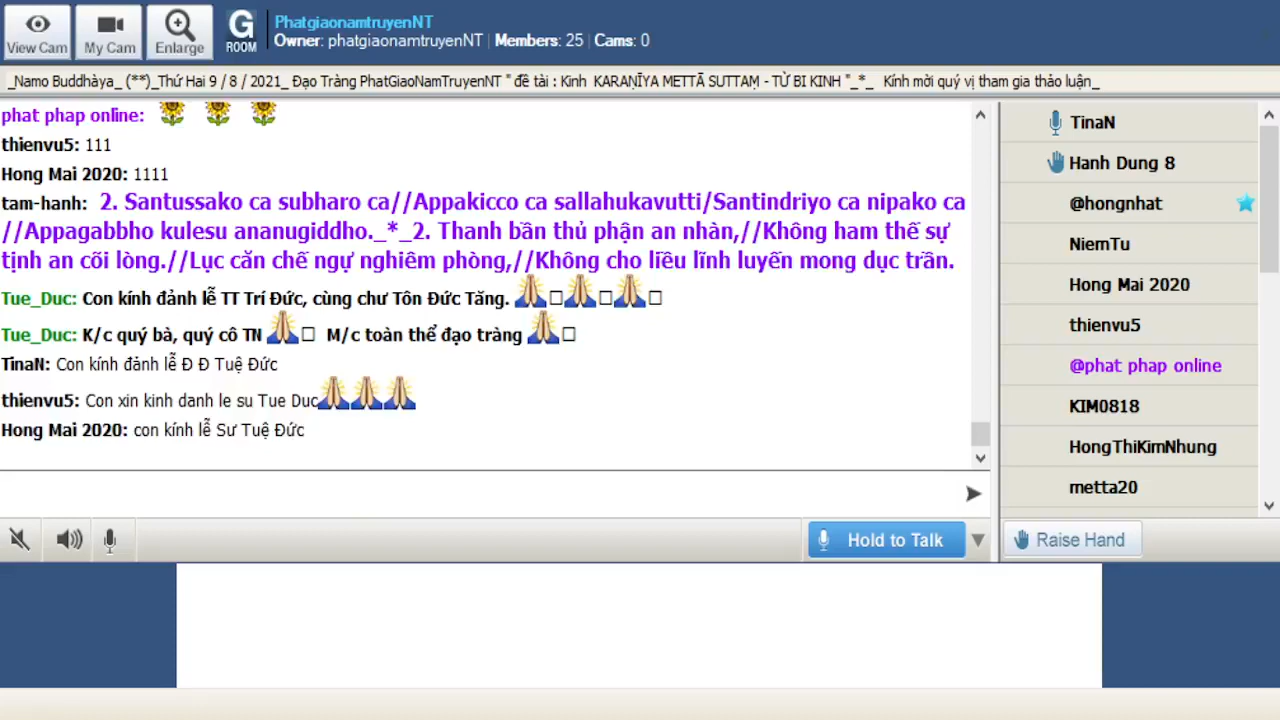 View Cam
My Cam
Enlarge
G
ROOM
PhatgiaonamtruyenNT
Owner: phatgiaonamtruyenNT | Members: 25 | Cams: 0
_Namo Buddhàya_ (**)_Thứ Hai 9 / 8 / 2021_ Đạo Tràng PhatGiaoNamTruyenNT " đề tài : Kinh KARAṆĪYA METTĀ SUTTAṂ - TỪ BI KINH "_*_ Kính mời quý vị tham gia thảo luận_
phat phap online:
thienvu5: 111
Hong Mai 2020: 1111
tam-hanh: 2. Santussako ca subharo ca//Appakicco ca sallahukavutti/Santindriyo ca nipako ca
//Appagabbho kulesu ananugiddho._*_2. Thanh bần thủ phận an nhàn,//Không ham thế sự
tịnh an cõi lòng.//Lục căn chế ngự nghiêm phòng,//Không cho liều lĩnh luyến mong dục trần.
Tue_Duc: Con kính đảnh lễ TT Trí Đức, cùng chư Tôn Đức Tăng.
Tue_Duc: K/c quý bà, quý cô TN M/c toàn thể đạo tràng
TinaN: Con kính đảnh lễ Đ Đ Tuệ Đức
thienvu5: Con xin kinh danh le su Tue Duc
Hong Mai 2020: con kính lễ Sư Tuệ Đức
Hold to Talk
TinaN
Hanh Dung 8
@hongnhat
NiemTu
Hong Mai 2020
thienvu5
@phat phap online
KIM0818
HongThiKimNhung
metta20
Raise Hand